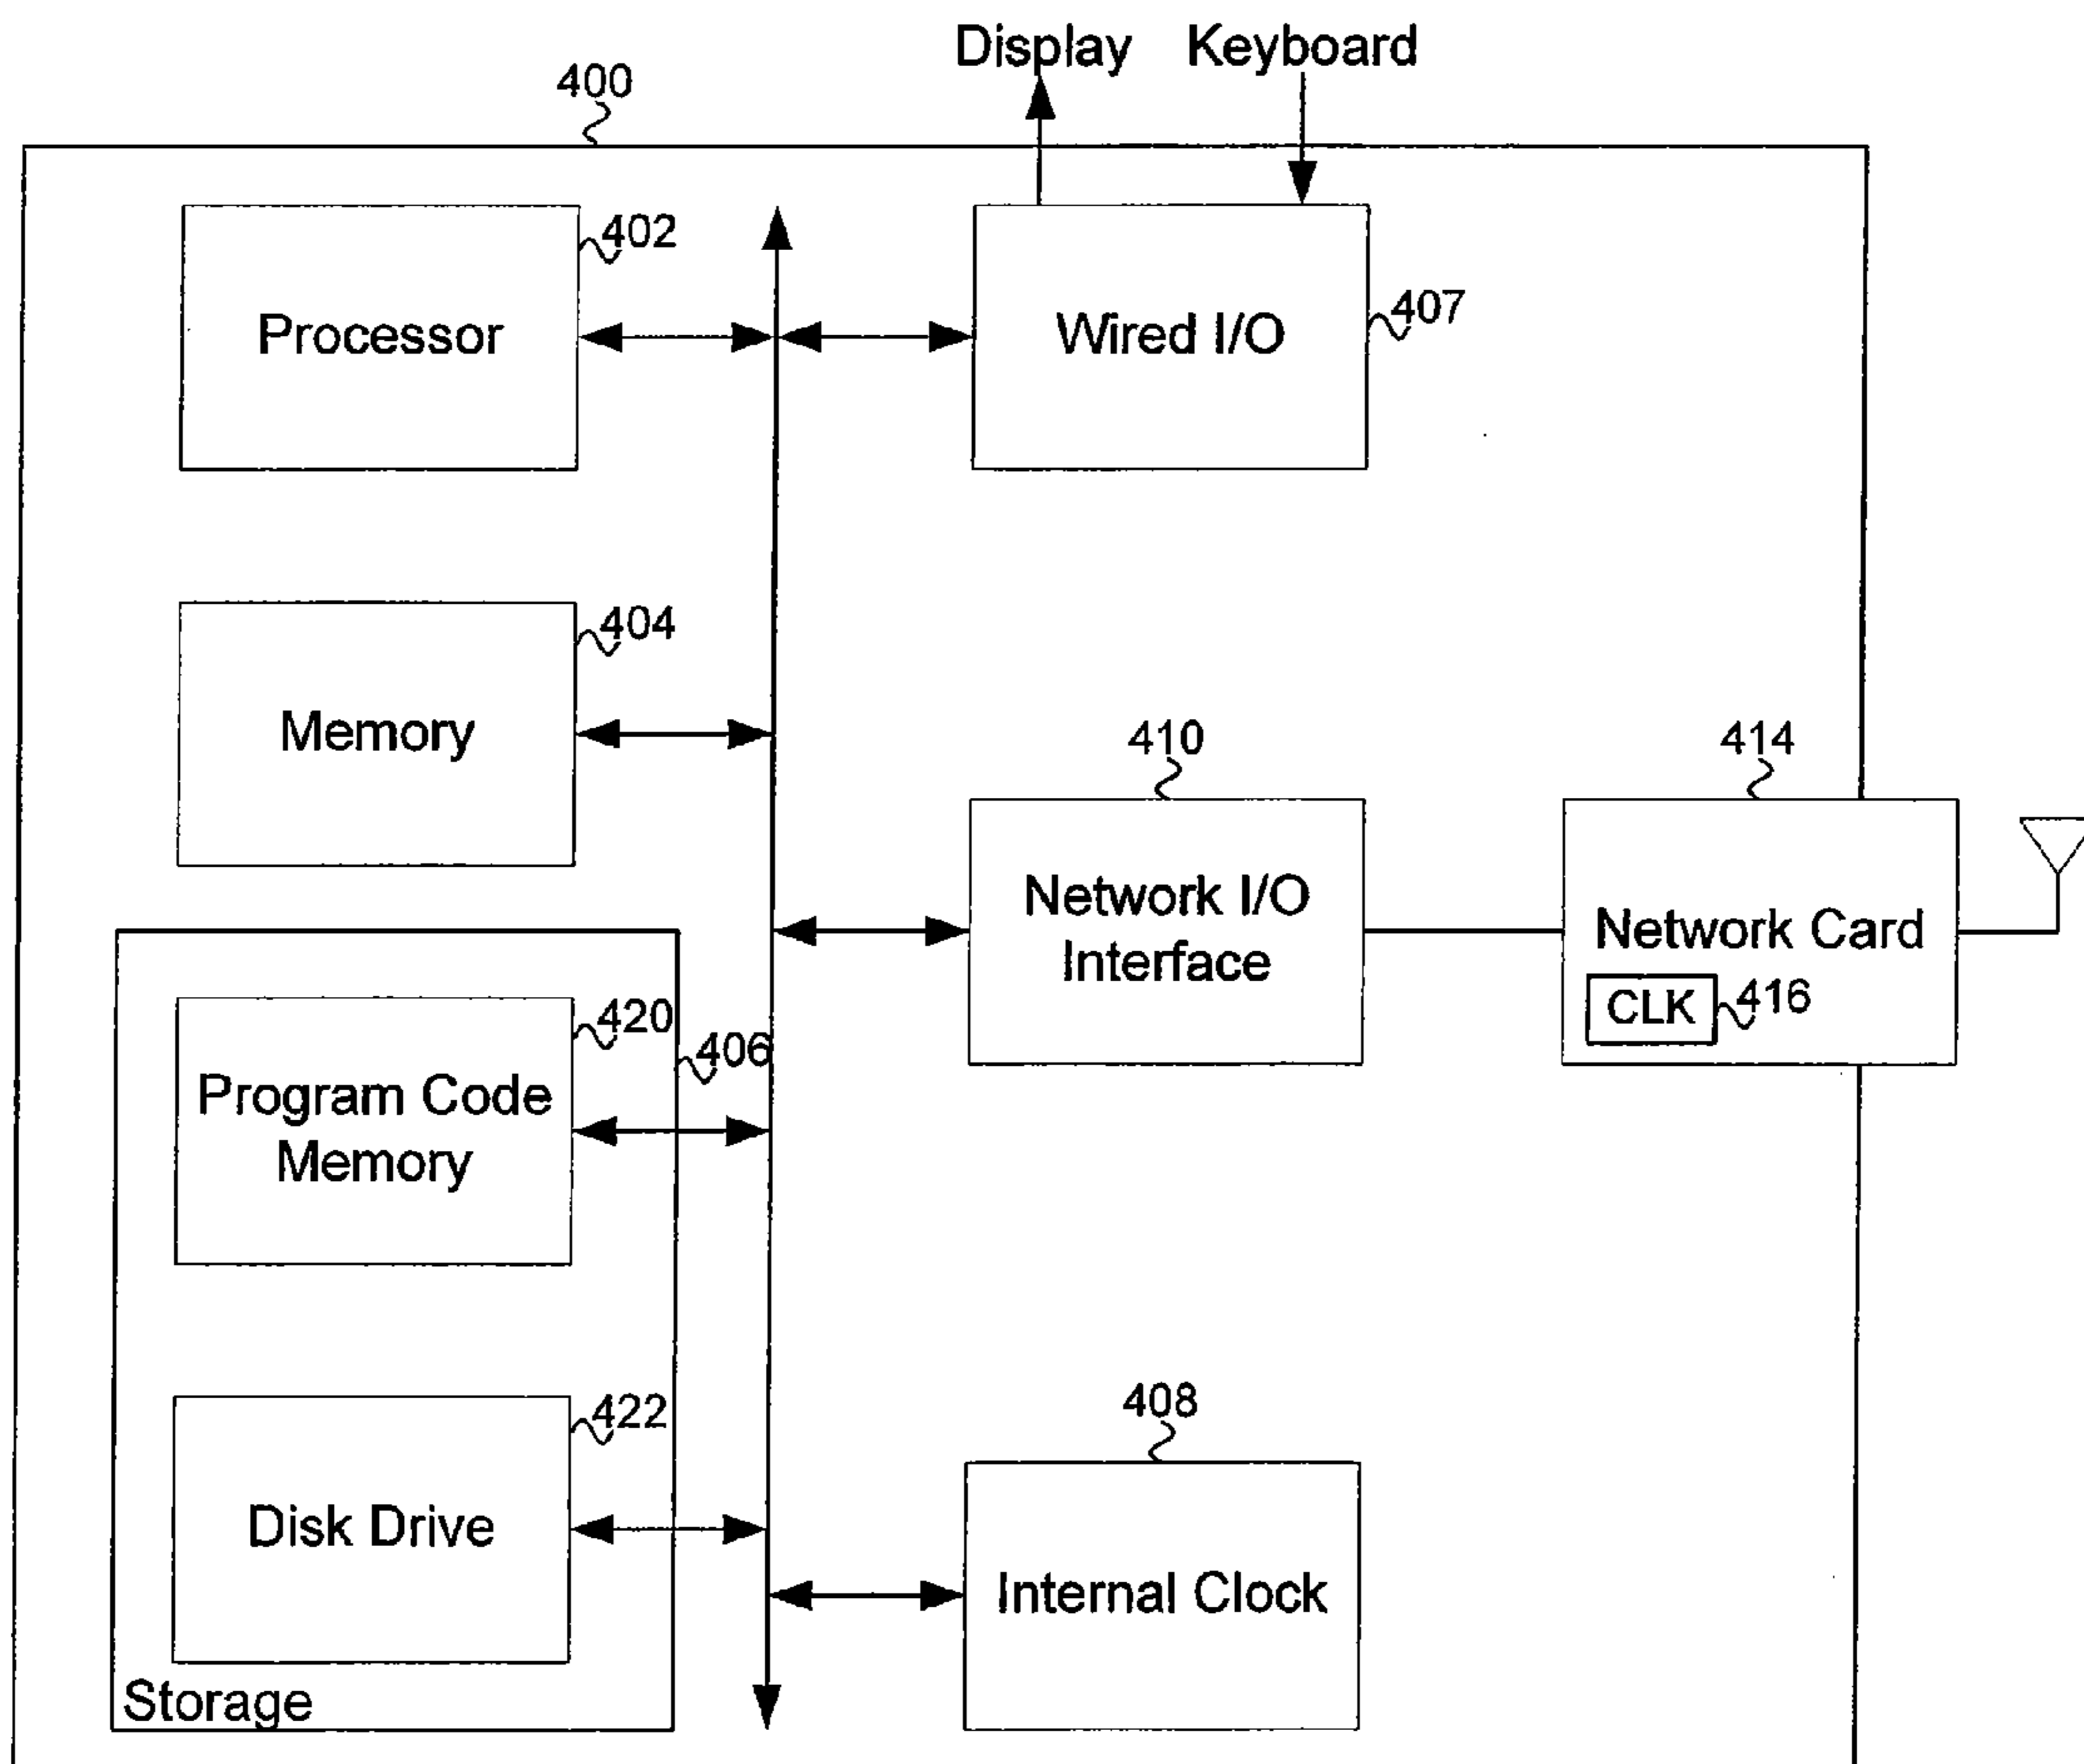 Display Keyboard
400
402
Processor
Wired I/O
407
404
Memory
410
Network I/O
Interface
414
Network Card
CLK
416
420
406
Program Code
Memory
422
Disk Drive
Storage
408
Internal Clock